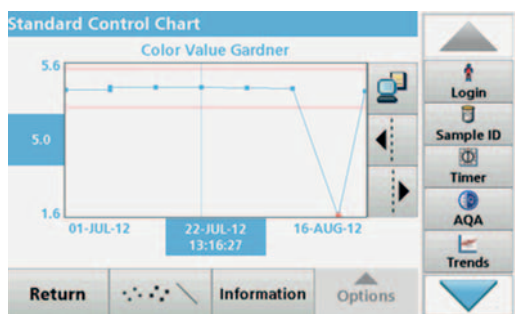 Standard Control Chart
Color Value Gardner
5.6
5.0
1.6
01-JUL-12
22-JUL-12
13:16:27
16-AUG-12
Return
Information
Options
Login
Sample ID
Timer
AQA
Trends